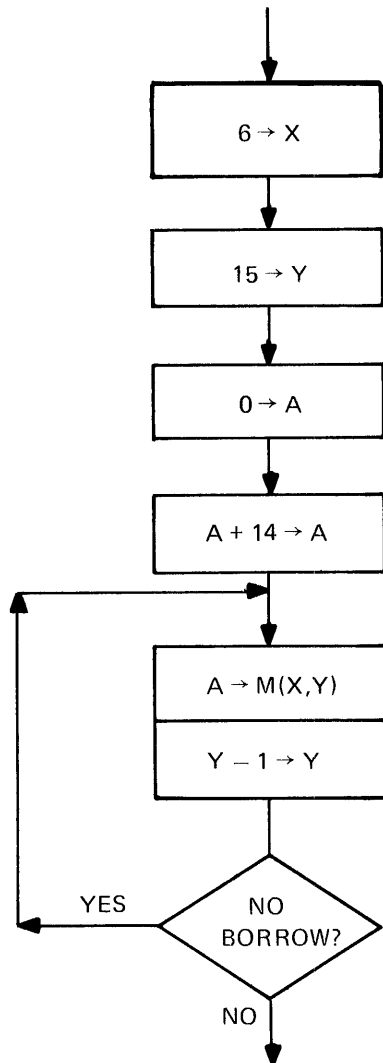 6 → X
15 → Y
0 → A
A + 14 → A
A → M(X,Y)
Y – 1 → Y
YES
NO
BORROW?
NO